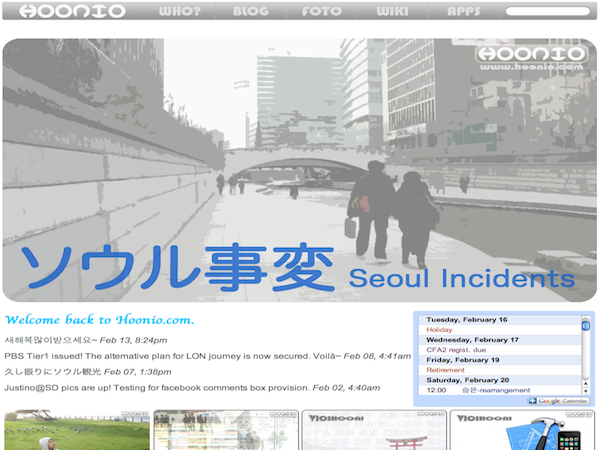 HOONIO WHO? BLOG FOTO WIKI APPS
HOONIO
www.hoonio.com
ソウル事変 Seoul Incidents
Welcome back to Hoonio.com.
새해복많이받으세요~ Feb 13, 8:24pm
PBS Tier1 issued! The alternative plan for LON journey is now secured. Voilà~ Feb 08, 4:41am
久し振りにソウル観光 Feb 07, 1:38pm
Justino@SD pics are up! Testing for facebook comments box provision. Feb 02, 4:40am
Tuesday, February 16
Holiday
Wednesday, February 17
CFA2 regist. due
Friday, February 19
Retirement
Saturday, February 20
12:00 승은-rearrangement
Google Calendar
HOONIO
HOONIO
VIOIHOONI
HOONIO
VIOIHOONI
HOONIO